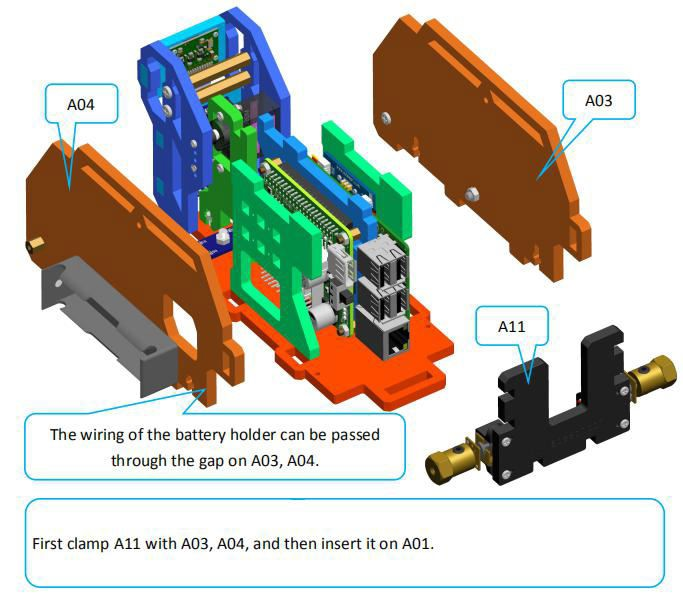 A04
A03
A11
The wiring of the battery holder can be passed
through the gap on A03, A04.
First clamp A11 with A03, A04, and then insert it on A01.